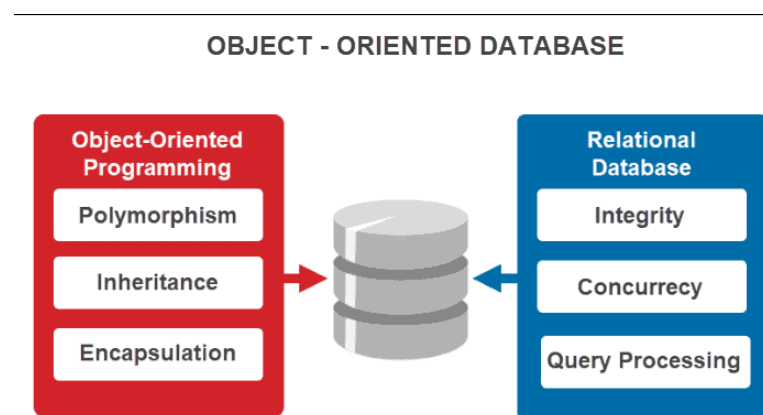 OBJECT - ORIENTED DATABASE
Object-Oriented
Programming
Polymorphism
Inheritance
Encapsulation
Relational
Database
Integrity
Concurrecy
Query Processing